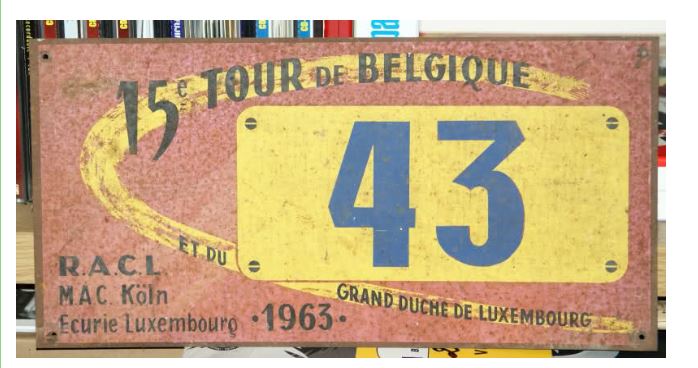 15e TOUR DE BELGIQUE
43
ET DU
GRAND DUCHE DE LUXEMBOURG
R.A.C.L.
M.A.C. Köln
Ecurie Luxembourg ·1963·